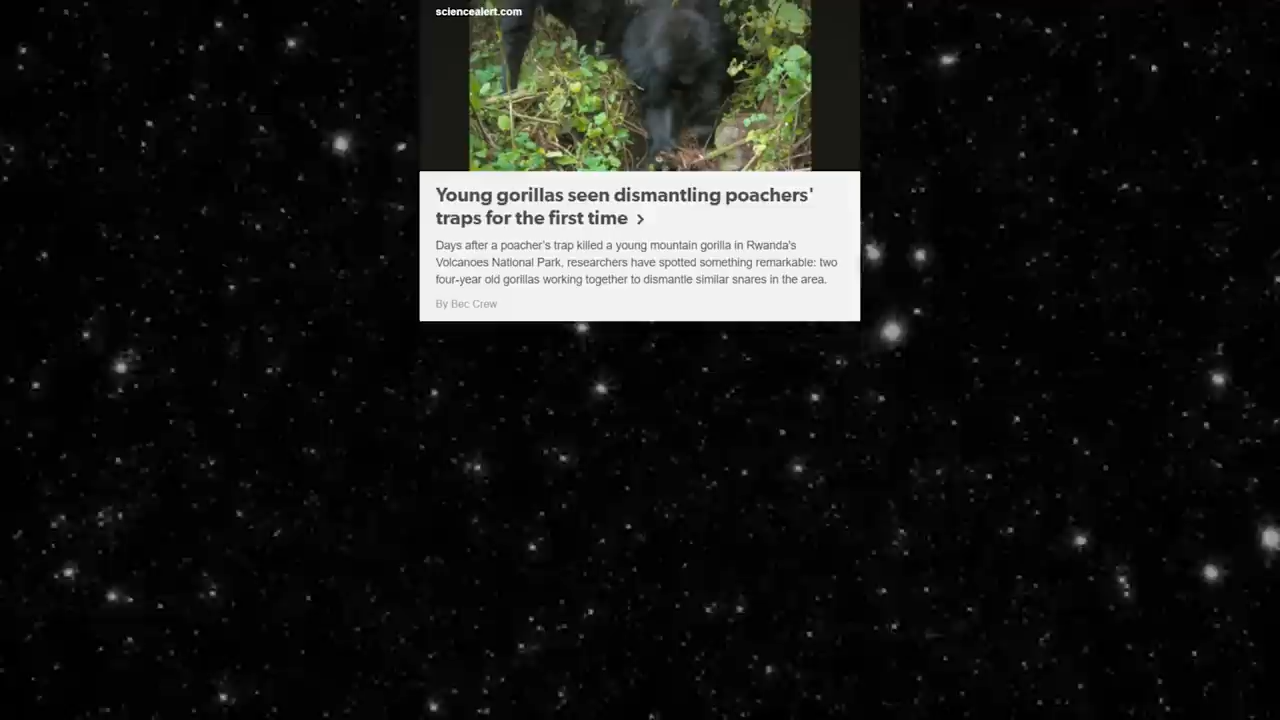 sciencealert.com
Young gorillas seen dismantling poachers'
traps for the first time >
Days after a poacher's trap killed a young mountain gorilla in Rwanda's
Volcanoes National Park, researchers have spotted something remarkable: two
four-year old gorillas working together to dismantle similar snares in the area.
By Bec Crew